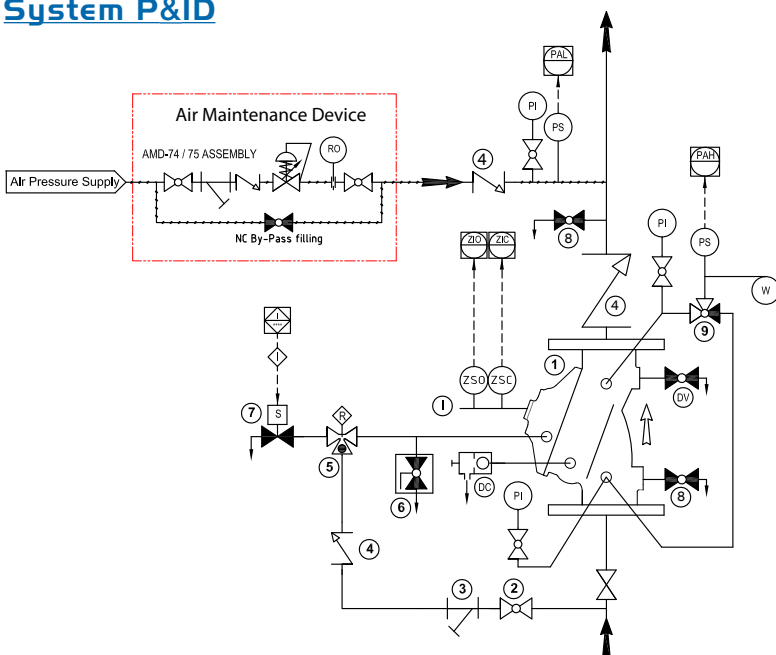 System P&ID
PAL
Air Maintenance Device
PI
PS
AMD-74 / 75 ASSEMBLY
RO
4
PAH
Air Pressure Supply
NC By-Pass filling
8
PI
PS
ZIO
ZIC
W
4
9
I
****
1
I
ZSO
ZSC
I
DV
7
S
R
5
DC
8
6
PI
4
3
2